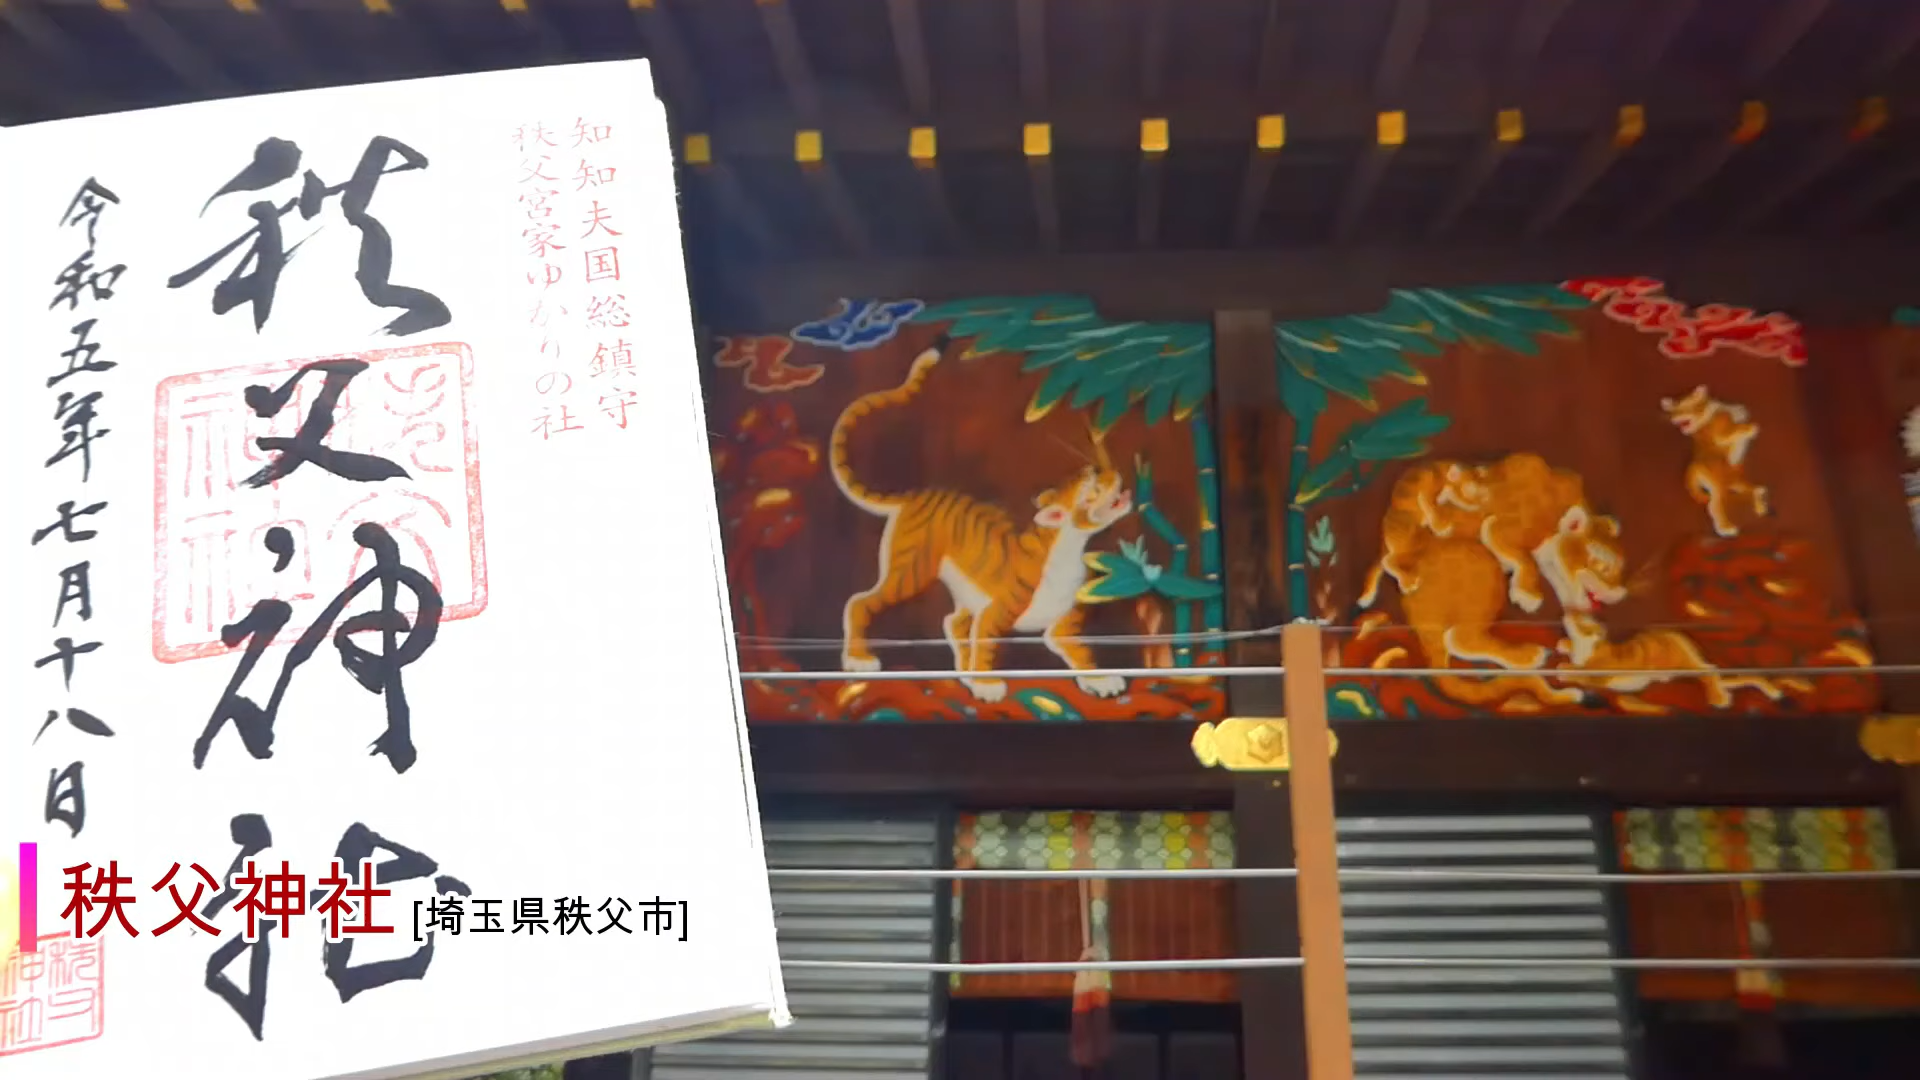 知知夫国総鎮守
秩父宮家ゆかりの社
秩父神社
令和五年七月十八日
秩父神社 [埼玉県秩父市]